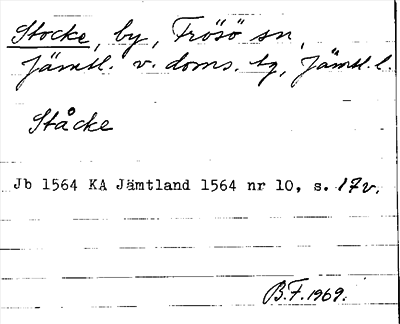 Stocke, by, Frösö sn,
Jämtl. v. doms. tg, Jämtl. l.
Ståcke
Jb 1564 KA Jämtland 1564 nr 10, s. 17v.
B.F. 1969.